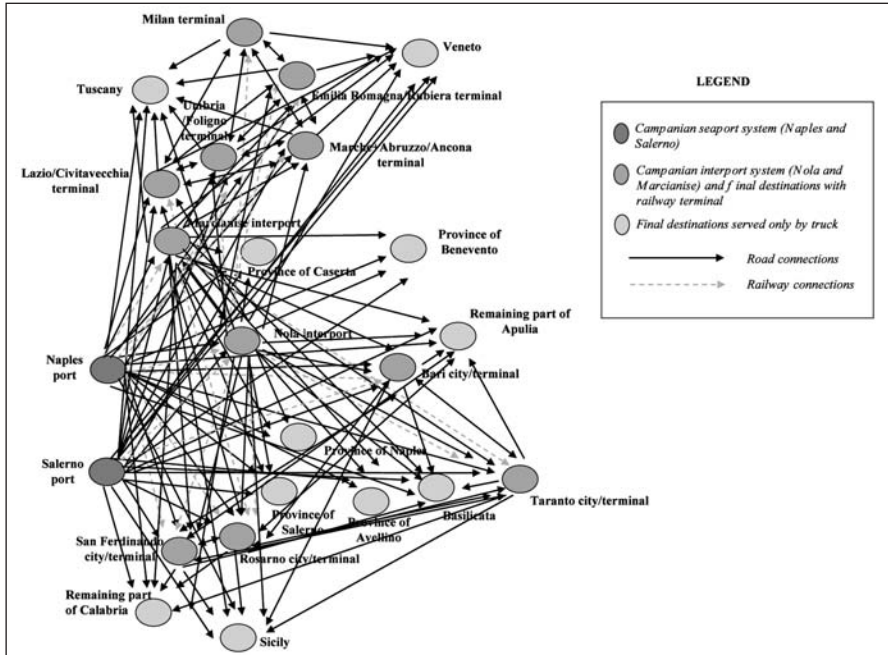 Milan terminal
Veneto
Tuscany
Emilia Romagna/Rubiera terminal
Umbria
/Foligno
terminal
Marche+Abruzzo/Ancona
terminal
Lazio/Civitavecchia
terminal
Marcianise interport
Province of
Benevento
Province of Caserta
Remaining part of
Apulia
Nola interport
Naples
port
Bari city/terminal
Province of Naples
Salerno
port
Taranto city/terminal
Basilicata
Province of
Salerno
Province of
Avellino
San Ferdinando
city/terminal
Rosarno city/terminal
Remaining part
of Calabria
Sicily
LEGEND
Campanian seaport system (Naples and
Salerno)
Campanian interport system (Nola and
Marcianise) and f inal destinations with
railway terminal
Final destinations served only by truck
Road connections
Railway connections